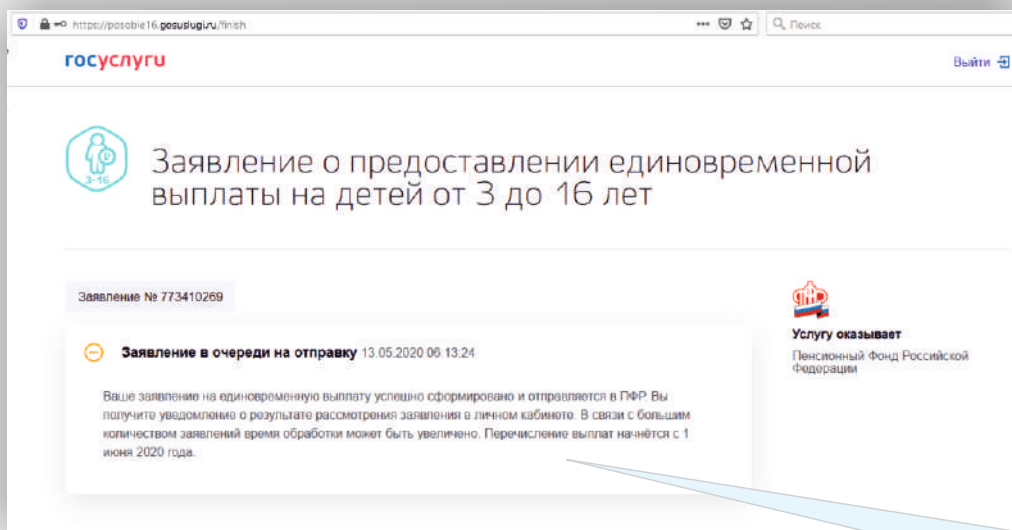 https://posobie16.gosuslugi.ru/finish
Поиск
госуслуги
Выйти
3-16
Заявление о предоставлении единовременной
выплаты на детей от 3 до 16 лет
Заявление № 773410269
Заявление в очереди на отправку 13.05.2020 06:13:24
Ваше заявление на единовременную выплату успешно сформировано и отправляется в ПФР. Вы
получите уведомление о результате рассмотрения заявления в личном кабинете. В связи с большим
количеством заявлений время обработки может быть увеличено. Перечисление выплат начнётся с 1
июня 2020 года.
Услугу оказывает
Пенсионный Фонд Российской
Федерации